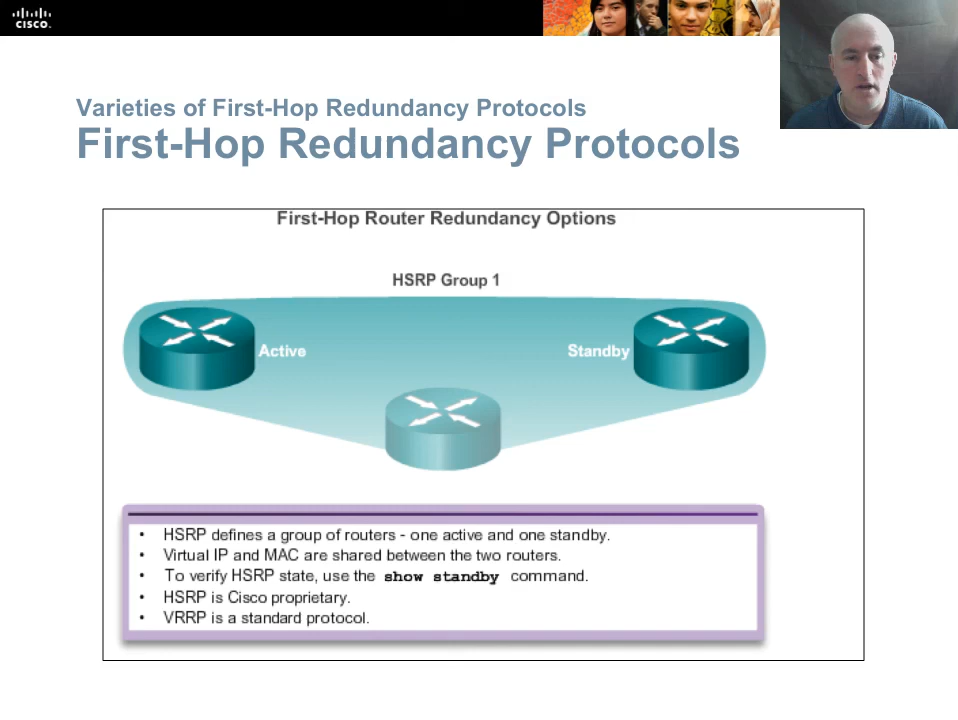 CISCO.
Varieties of First-Hop Redundancy Protocols
First-Hop Redundancy Protocols
First-Hop Router Redundancy Options
HSRP Group 1
Active
Standby
• HSRP defines a group of routers - one active and one standby.
• Virtual IP and MAC are shared between the two routers.
• To verify HSRP state, use the show standby command.
• HSRP is Cisco proprietary.
• VRRP is a standard protocol.